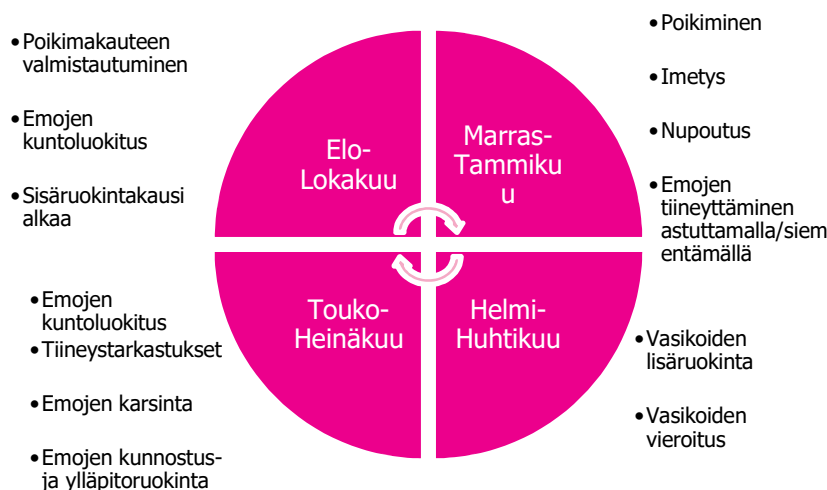 • Poikimakauteen
valmistautuminen
• Emojen
kuntoluokitus
• Sisäruokintakausi
alkaa
Elo-
Lokakuu
Marras-
Tammiku
u
• Poikiminen
• Imetys
• Nupoutus
• Emojen
tiineyttäminen
astuttamalla/siem
entämällä
• Emojen
kuntoluokitus
• Tiineystarkastukset
• Emojen karsinta
• Emojen kunnostus-
ja ylläpitoruokinta
Touko-
Heinäkuu
Helmi-
Huhtikuu
• Vasikoiden
lisäruokinta
• Vasikoiden
vieroitus